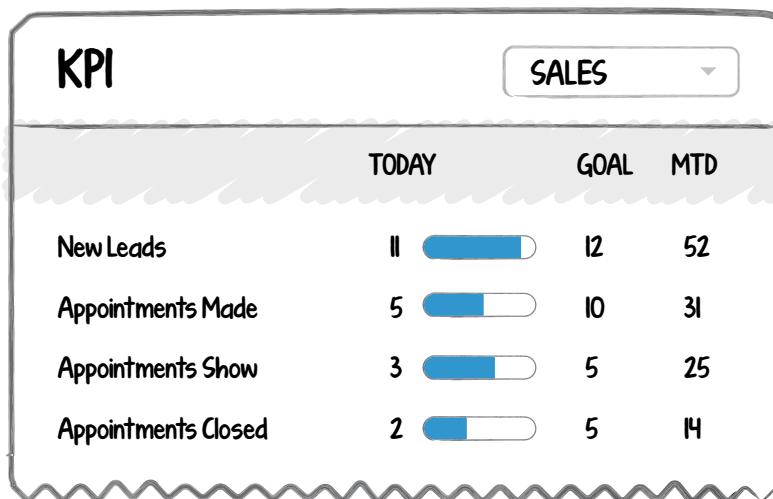 KPI SALES
TODAY GOAL MTD
New Leads 11 12 52
Appointments Made 5 10 31
Appointments Show 3 5 25
Appointments Closed 2 5 14